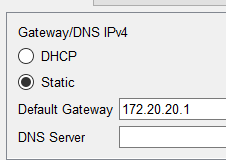 Gateway/DNS IPv4
DHCP
Static
Default Gateway 172.20.20.1
DNS Server